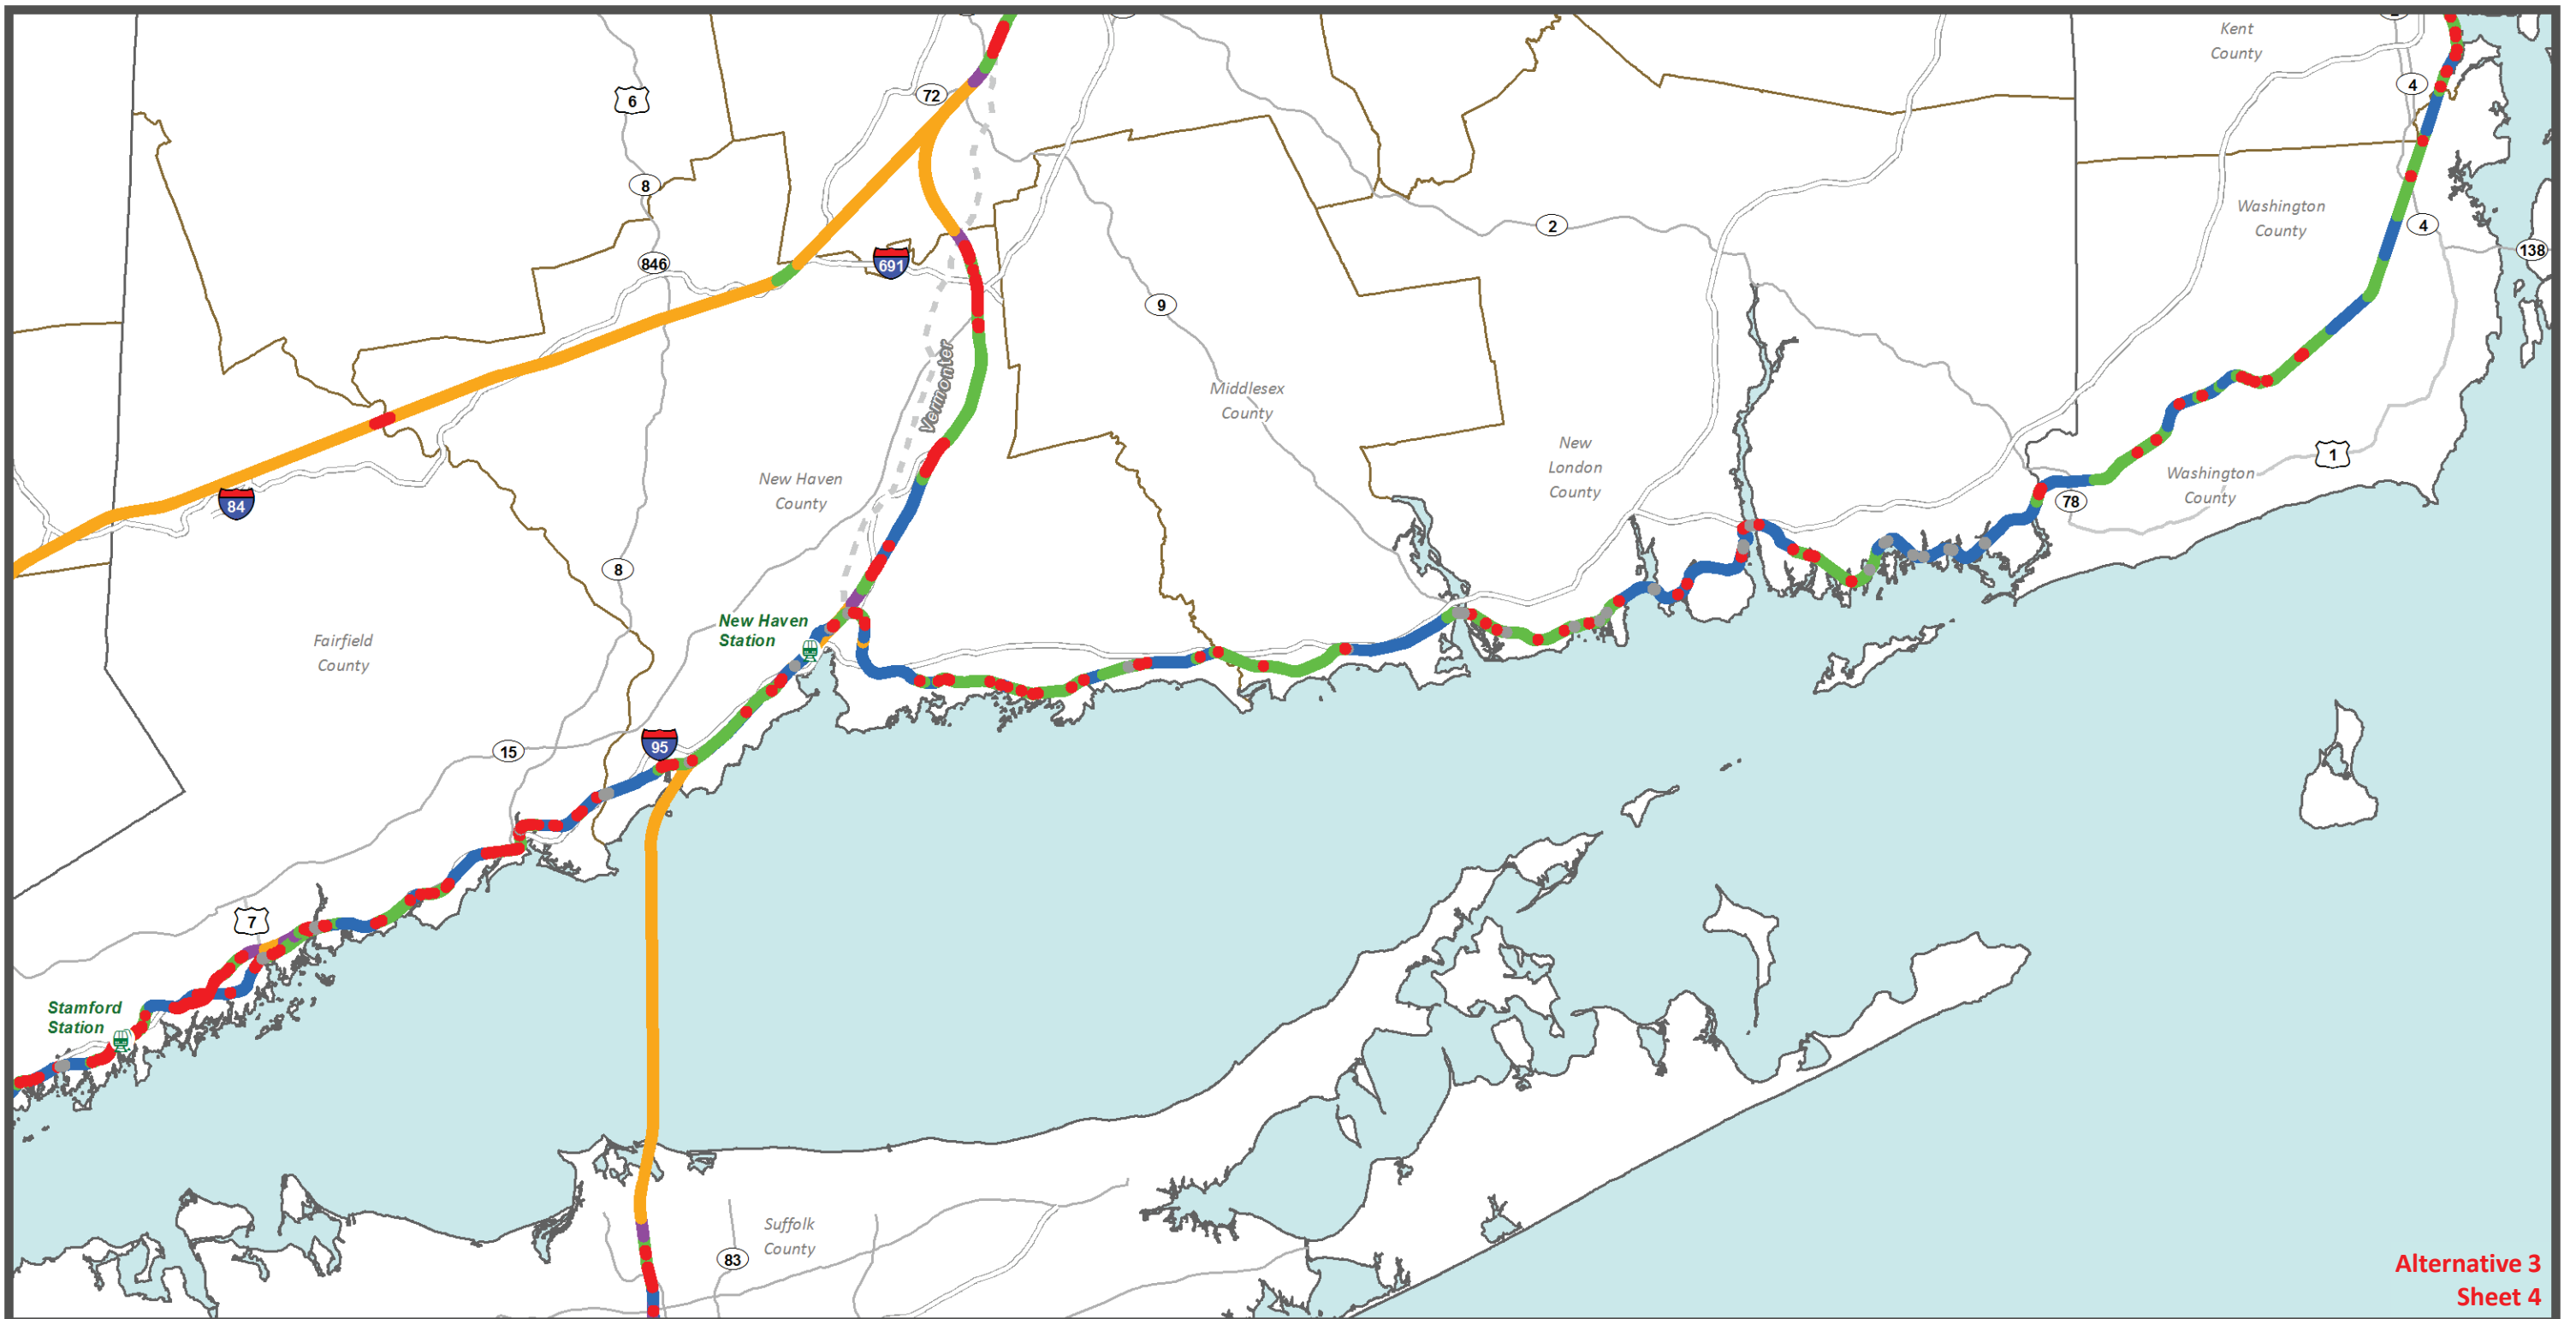 Kent
County
6
72
4
8
Washington
County
2
4
846
691
138
9
Vermonter
Middlesex
County
New
London
County
1
New Haven
County
Washington
County
84
78
8
New Haven
Station
Fairfield
County
95
15
7
Stamford
Station
Suffolk
County
83
Alternative 3
Sheet 4